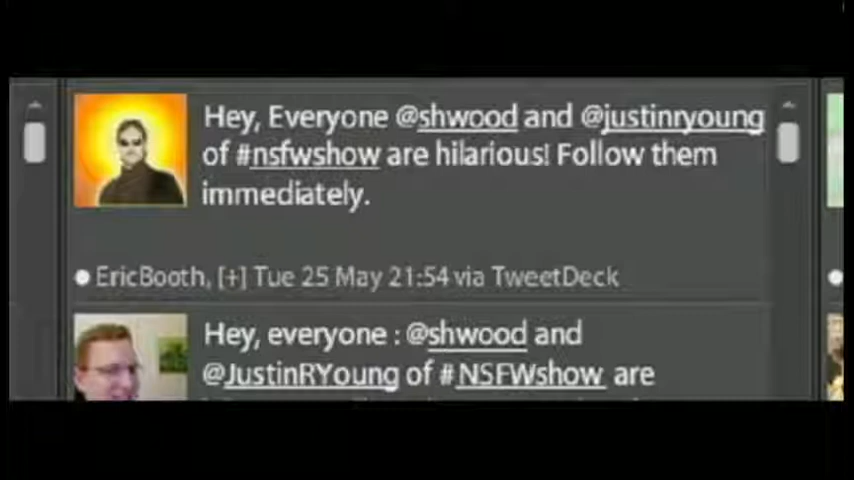 Hey, Everyone @shwood and @justinryoung
of #nsfwshow are hilarious! Follow them
immediately.
EricBooth, [+] Tue 25 May 21:54 via TweetDeck
Hey, everyone : @shwood and
@JustinRYoung of #NSFWshow are